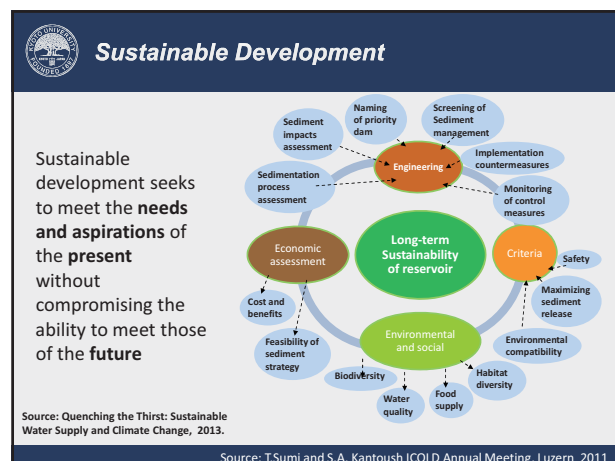 KYOTO UNIVERSITY
FOUNDED 1897
Sustainable Development
Sustainable
development seeks
to meet the needs
and aspirations of
the present
without
compromising the
ability to meet those
of the future
Source: Quenching the Thirst: Sustainable
Water Supply and Climate Change, 2013.
Sediment
impacts
assessment
Naming
of priority
dam
Screening of
Sediment
management
Engineering
Implementation
countermeasures
Sedimentation
process
assessment
Monitoring
of control
measures
Economic
assessment
Long-term
Sustainability
of reservoir
Criteria
Safety
Cost and
benefits
Maximizing
sediment
release
Feasibility of
sediment
strategy
Environmental
and social
Environmental
compatibility
Biodiversity
Water
quality
Food
supply
Habitat
diversity
Source: T.Sumi and S.A. Kantoush ICOLD Annual Meeting, Luzern, 2011